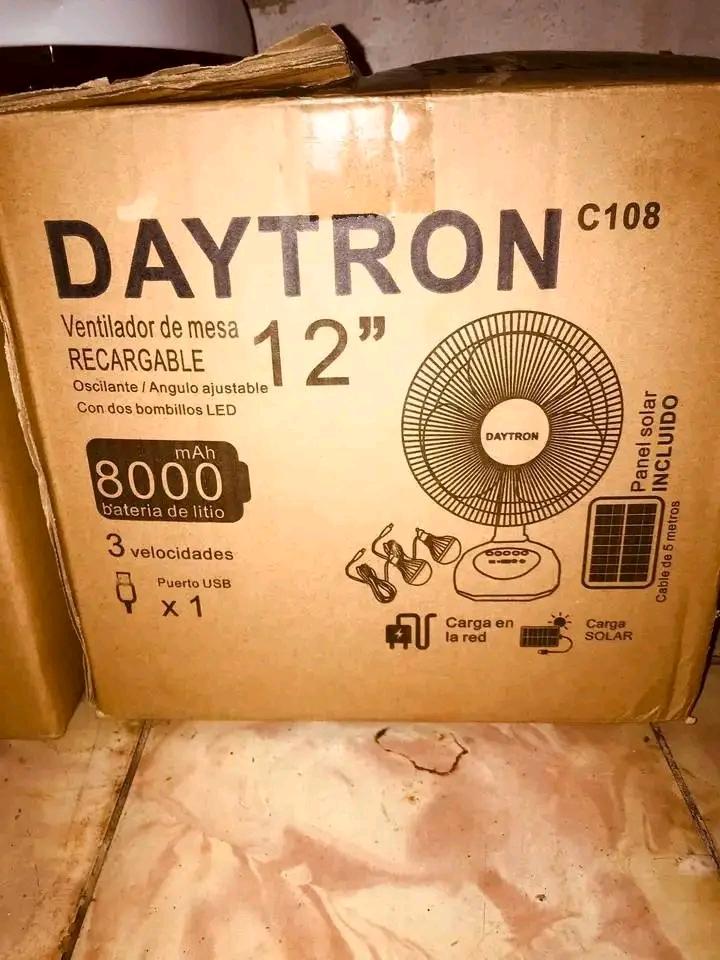 DAYTRON C108
Ventilador de mesa
RECARGABLE
12”
Oscilante / Angulo ajustable
Con dos bombillos LED
mAh
8000
bateria de litio
3 velocidades
Puerto USB
x 1
DAYTRON
Panel solar
INCLUIDO
Cable de 5 metros
Carga en
la red
Carga
SOLAR